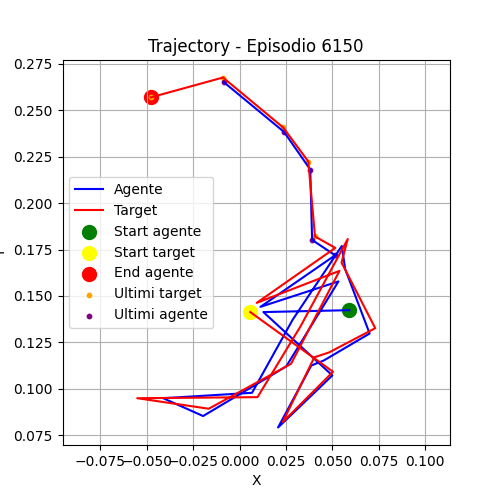 Trajectory - Episodio 6150
0.275
0.250
0.225
0.200
0.175
0.150
0.125
0.100
0.075
Agente
Target
Start agente
Start target
End agente
Ultimi target
Ultimi agente
−0.075 −0.050 −0.025 0.000 0.025 0.050 0.075 0.100
X